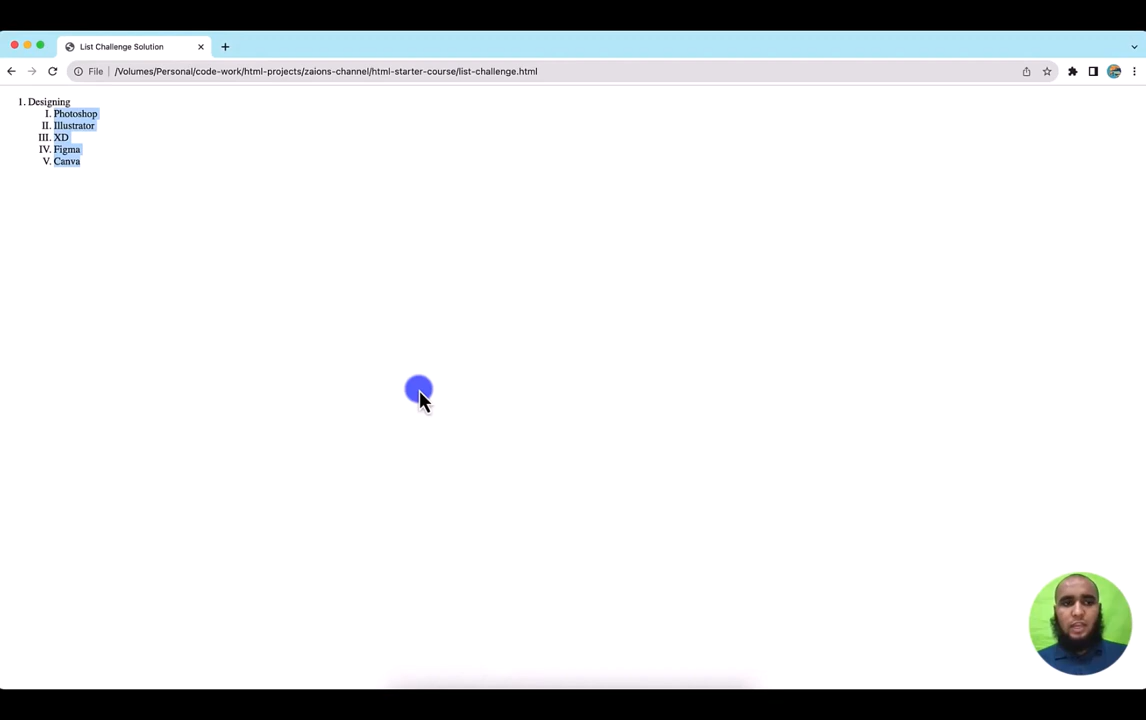 List Challenge Solution
File /Volumes/Personal/code-work/html-projects/zaions-channel/html-starter-course/list-challenge.html
1. Designing
I. Photoshop
II. Illustrator
III. XD
IV. Figma
V. Canva